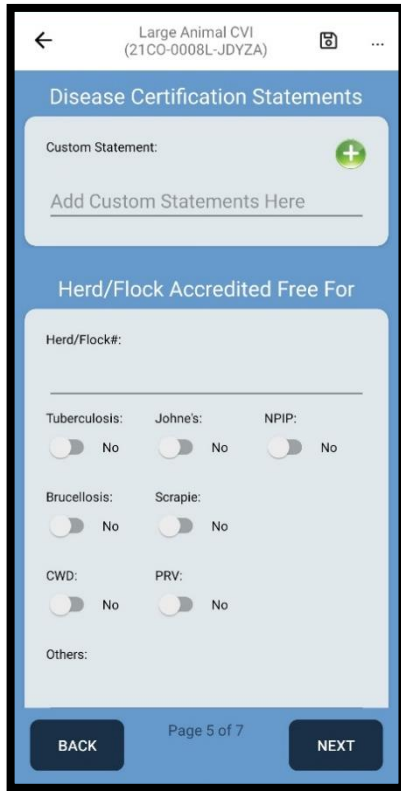 Large Animal CVI
(21CO-0008L-JDYZA)
...
Disease Certification Statements
Custom Statement:
Add Custom Statements Here
Herd/Flock Accredited Free For
Herd/Flock#:
Tuberculosis: Johne's: NPIP:
No No No
Brucellosis: Scrapie:
No No
CWD: PRV:
No No
Others:
BACK Page 5 of 7 NEXT